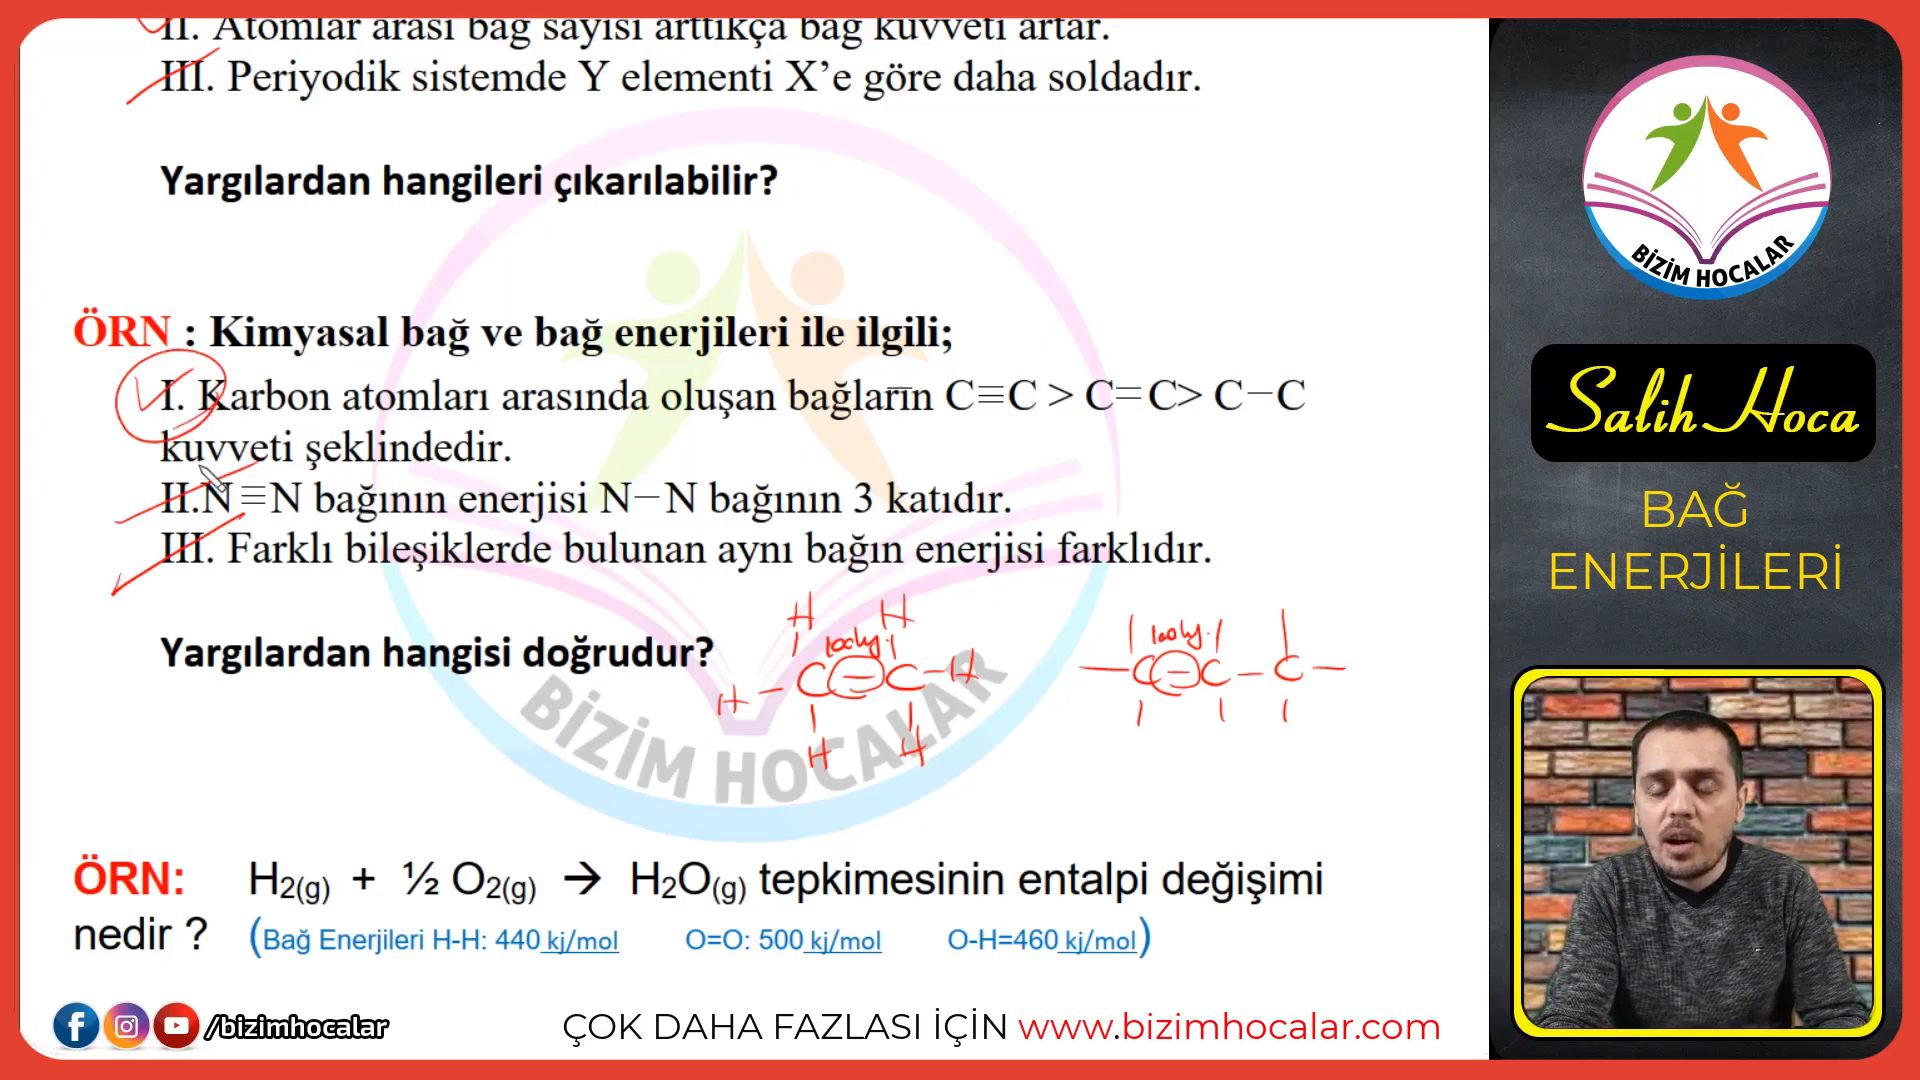 II. Atomlar arası bağ sayısı arttıkça bağ kuvveti artar.
III. Periyodik sistemde Y elementi X’e göre daha soldadır.
Yargılardan hangileri çıkarılabilir?
ÖRN : Kimyasal bağ ve bağ enerjileri ile ilgili;
I. Karbon atomları arasında oluşan bağların C≡C > C=C> C−C
kuvveti şeklindedir.
II.N≡N bağının enerjisi N−N bağının 3 katıdır.
III. Farklı bileşiklerde bulunan aynı bağın enerjisi farklıdır.
Yargılardan hangisi doğrudur?
H H
100 kj. 100 kj.
H - C = C - H — C = C — C —
H H
BİZİM HOCALAR
ÖRN: H2(g) + ½ O2(g) → H2O(g) tepkimesinin entalpi değişimi
nedir ? (Bağ Enerjileri H-H: 440 kj/mol O=O: 500 kj/mol O-H=460 kj/mol)
/bizimhocalar
ÇOK DAHA FAZLASI İÇİN www.bizimhocalar.com
BİZİM HOCALAR
Salih Hoca
BAĞ
ENERJİLERİ